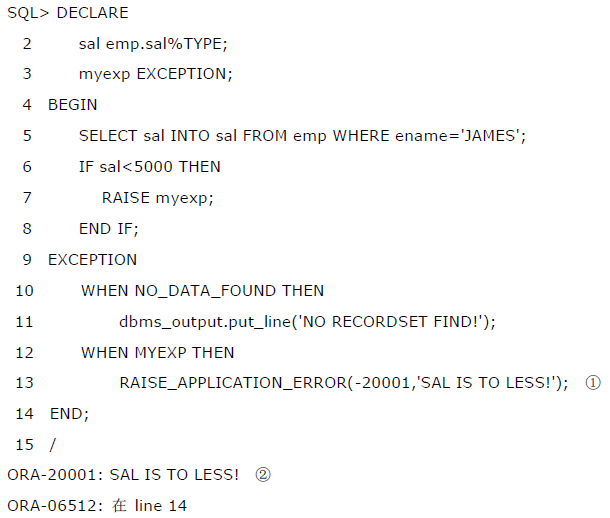 SQL> DECLARE
2 sal emp.sal%TYPE;
3 myexp EXCEPTION;
4 BEGIN
5 SELECT sal INTO sal FROM emp WHERE ename='JAMES';
6 IF sal<5000 THEN
7 RAISE myexp;
8 END IF;
9 EXCEPTION
10 WHEN NO_DATA_FOUND THEN
11 dbms_output.put_line('NO RECORDSET FIND!');
12 WHEN MYEXP THEN
13 RAISE_APPLICATION_ERROR(-20001,'SAL IS TO LESS!'); ①
14 END;
15 /
ORA-20001: SAL IS TO LESS! ②
ORA-06512: 在 line 14